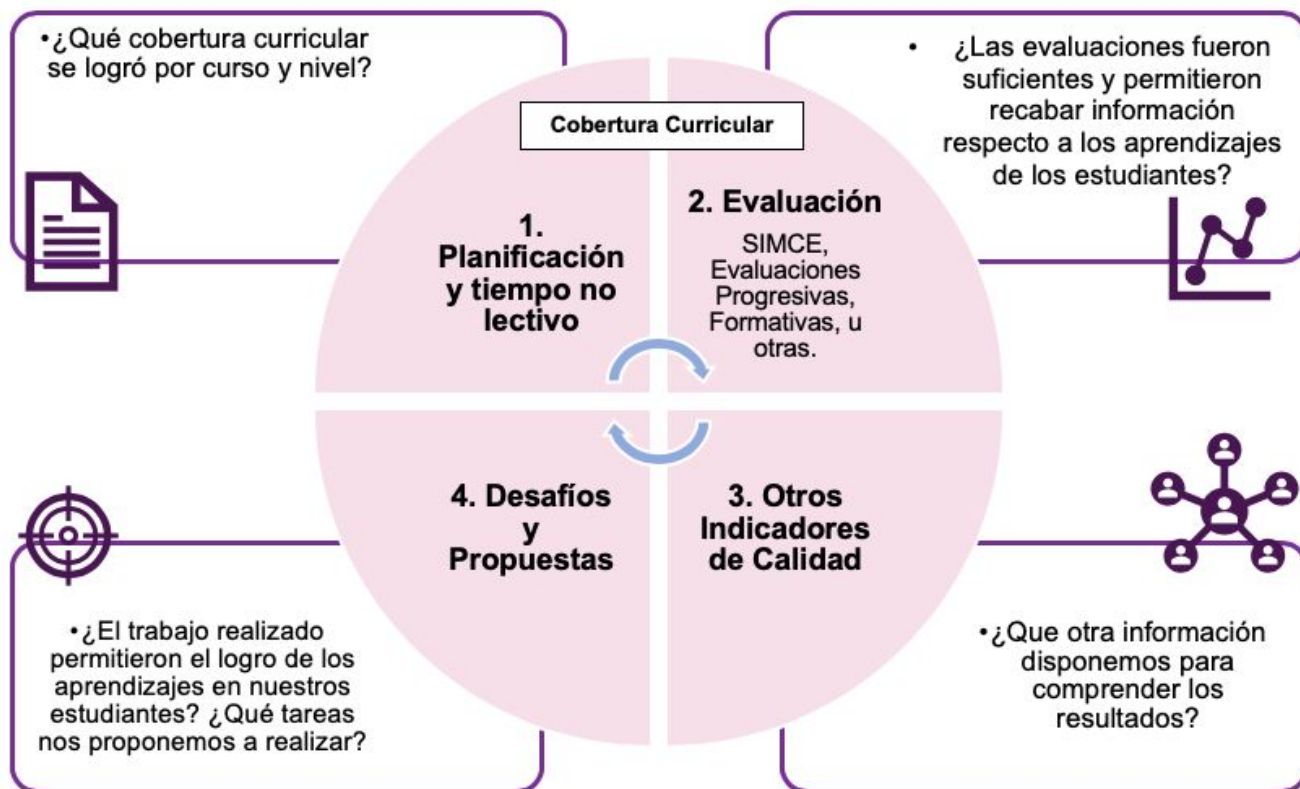 •¿Qué cobertura curricular
se logró por curso y nivel?
• ¿Las evaluaciones fueron
suficientes y permitieron
recabar información
respecto a los aprendizajes
de los estudiantes?
Cobertura Curricular
1.
Planificación
y tiempo no
lectivo
2. Evaluación
SIMCE,
Evaluaciones
Progresivas,
Formativas, u
otras.
4. Desafíos
y
Propuestas
3. Otros
Indicadores
de Calidad
•¿El trabajo realizado
permitieron el logro de los
aprendizajes en nuestros
estudiantes? ¿Qué tareas
nos proponemos a realizar?
•¿Que otra información
disponemos para
comprender los
resultados?